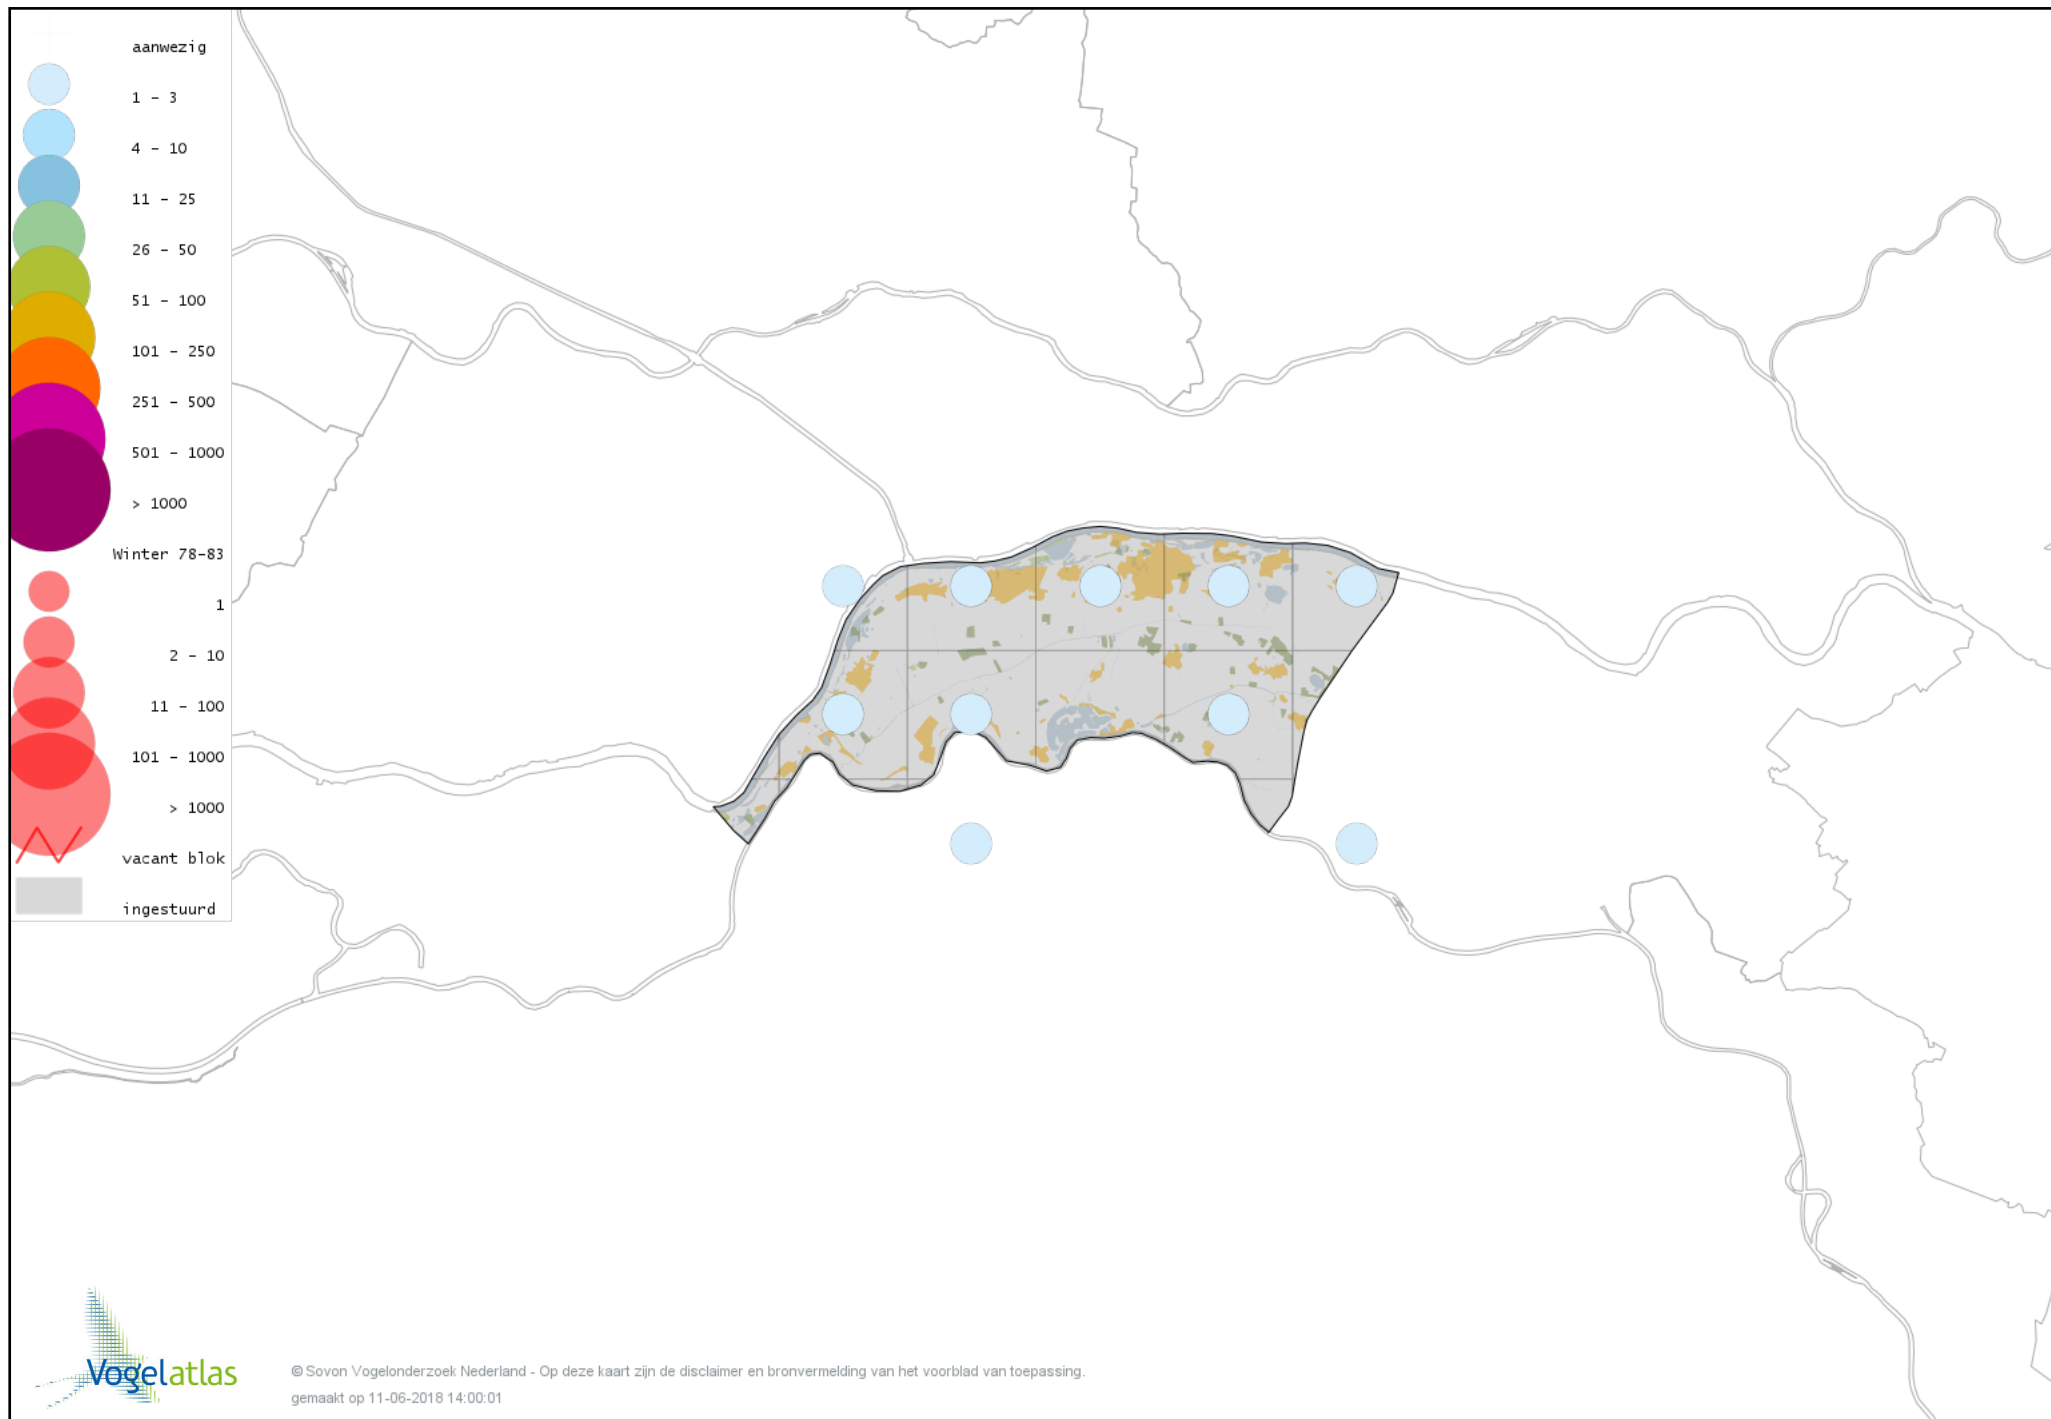 aanwezig
1 - 3
4 - 10
11 - 25
26 - 50
51 - 100
101 - 250
251 - 500
501 - 1000
> 1000
Winter 78-83
1
2 - 10
11 - 100
101 - 1000
> 1000
vacant blok
ingestuurd
Vogelatlas
© Sovon Vogelonderzoek Nederland - Op deze kaart zijn de disclaimer en bronvermelding van het voorblad van toepassing.
gemaakt op 11-06-2018 14:00:01